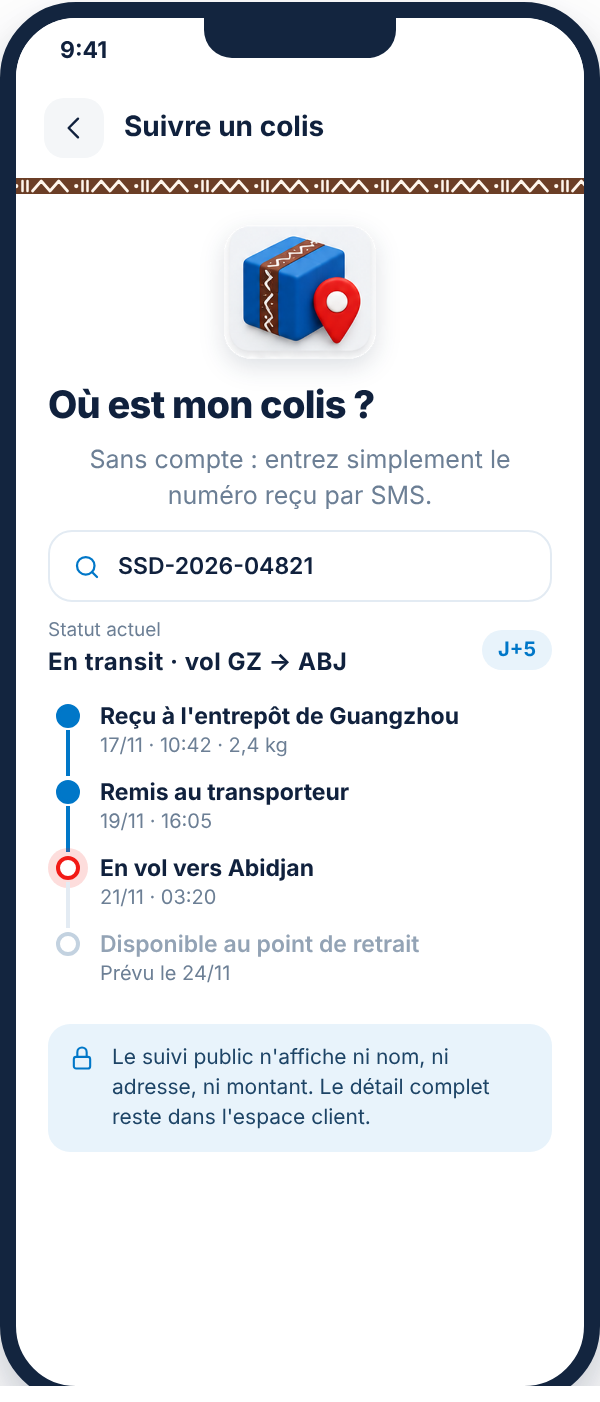 9:41
Suivre un colis
Où est mon colis ?
Sans compte : entrez simplement le
numéro reçu par SMS.
SSD-2026-04821
Statut actuel
En transit · vol GZ → ABJ
J+5
Reçu à l'entrepôt de Guangzhou
17/11 · 10:42 · 2,4 kg
Remis au transporteur
19/11 · 16:05
En vol vers Abidjan
21/11 · 03:20
Disponible au point de retrait
Prévu le 24/11
Le suivi public n'affiche ni nom, ni
adresse, ni montant. Le détail complet
reste dans l'espace client.